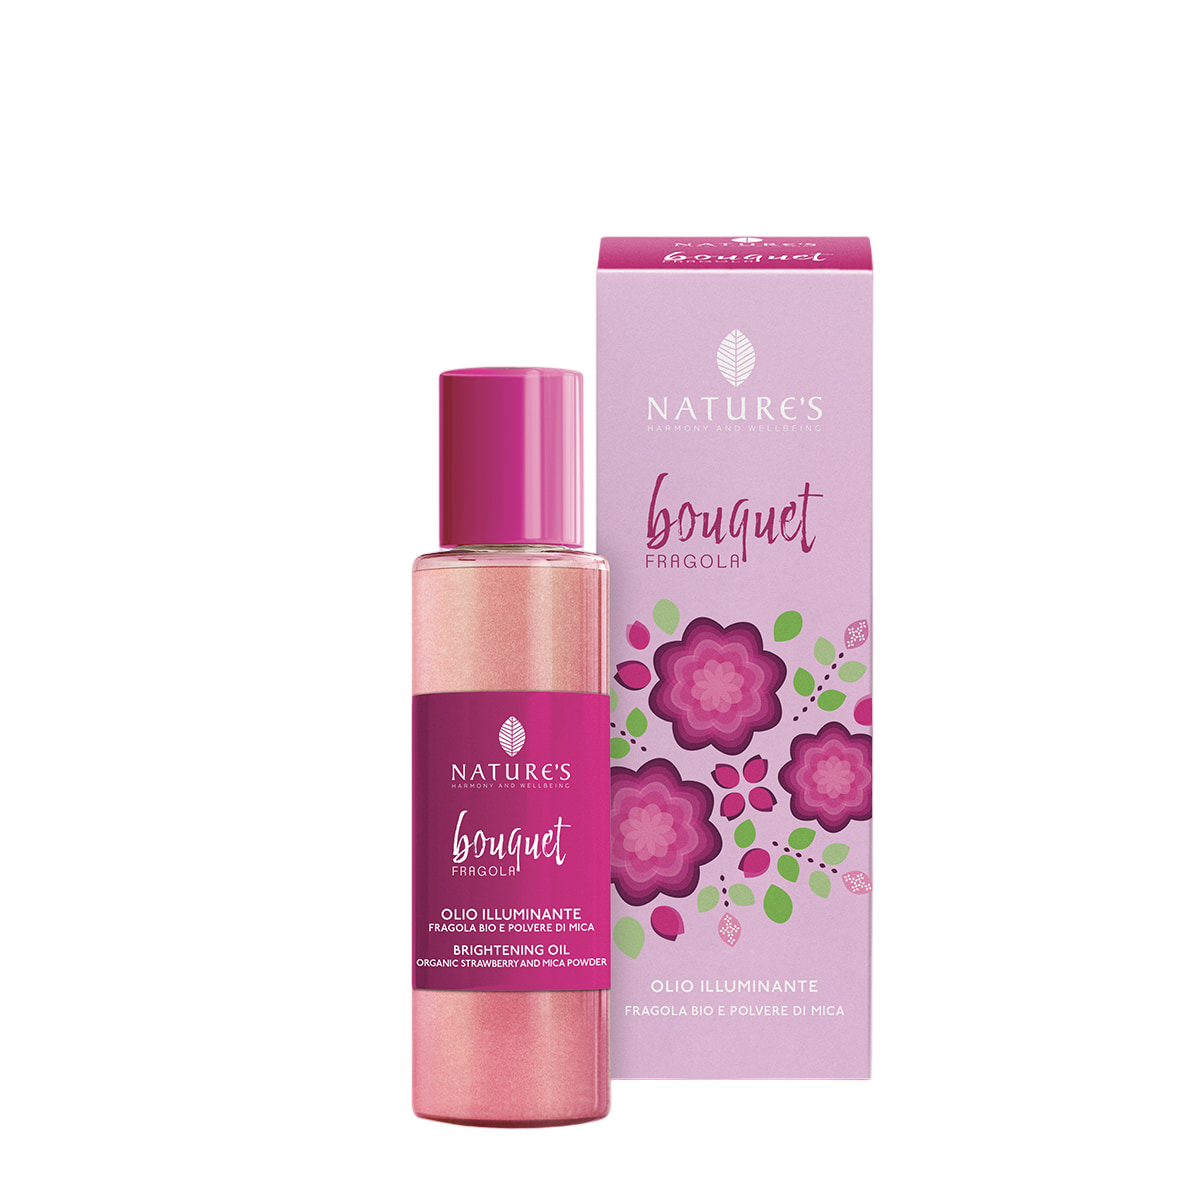 NATURE'S
bouquet
FRAGOLA
NATURE'S
HARMONY AND WELLBEING
bouquet
FRAGOLA
OLIO ILLUMINANTE
FRAGOLA BIO E POLVERE DI MICA
NATURE'S
HARMONY AND WELLBEING
bouquet
FRAGOLA
OLIO ILLUMINANTE
FRAGOLA BIO E POLVERE DI MICA
BRIGHTENING OIL
ORGANIC STRAWBERRY AND MICA POWDER